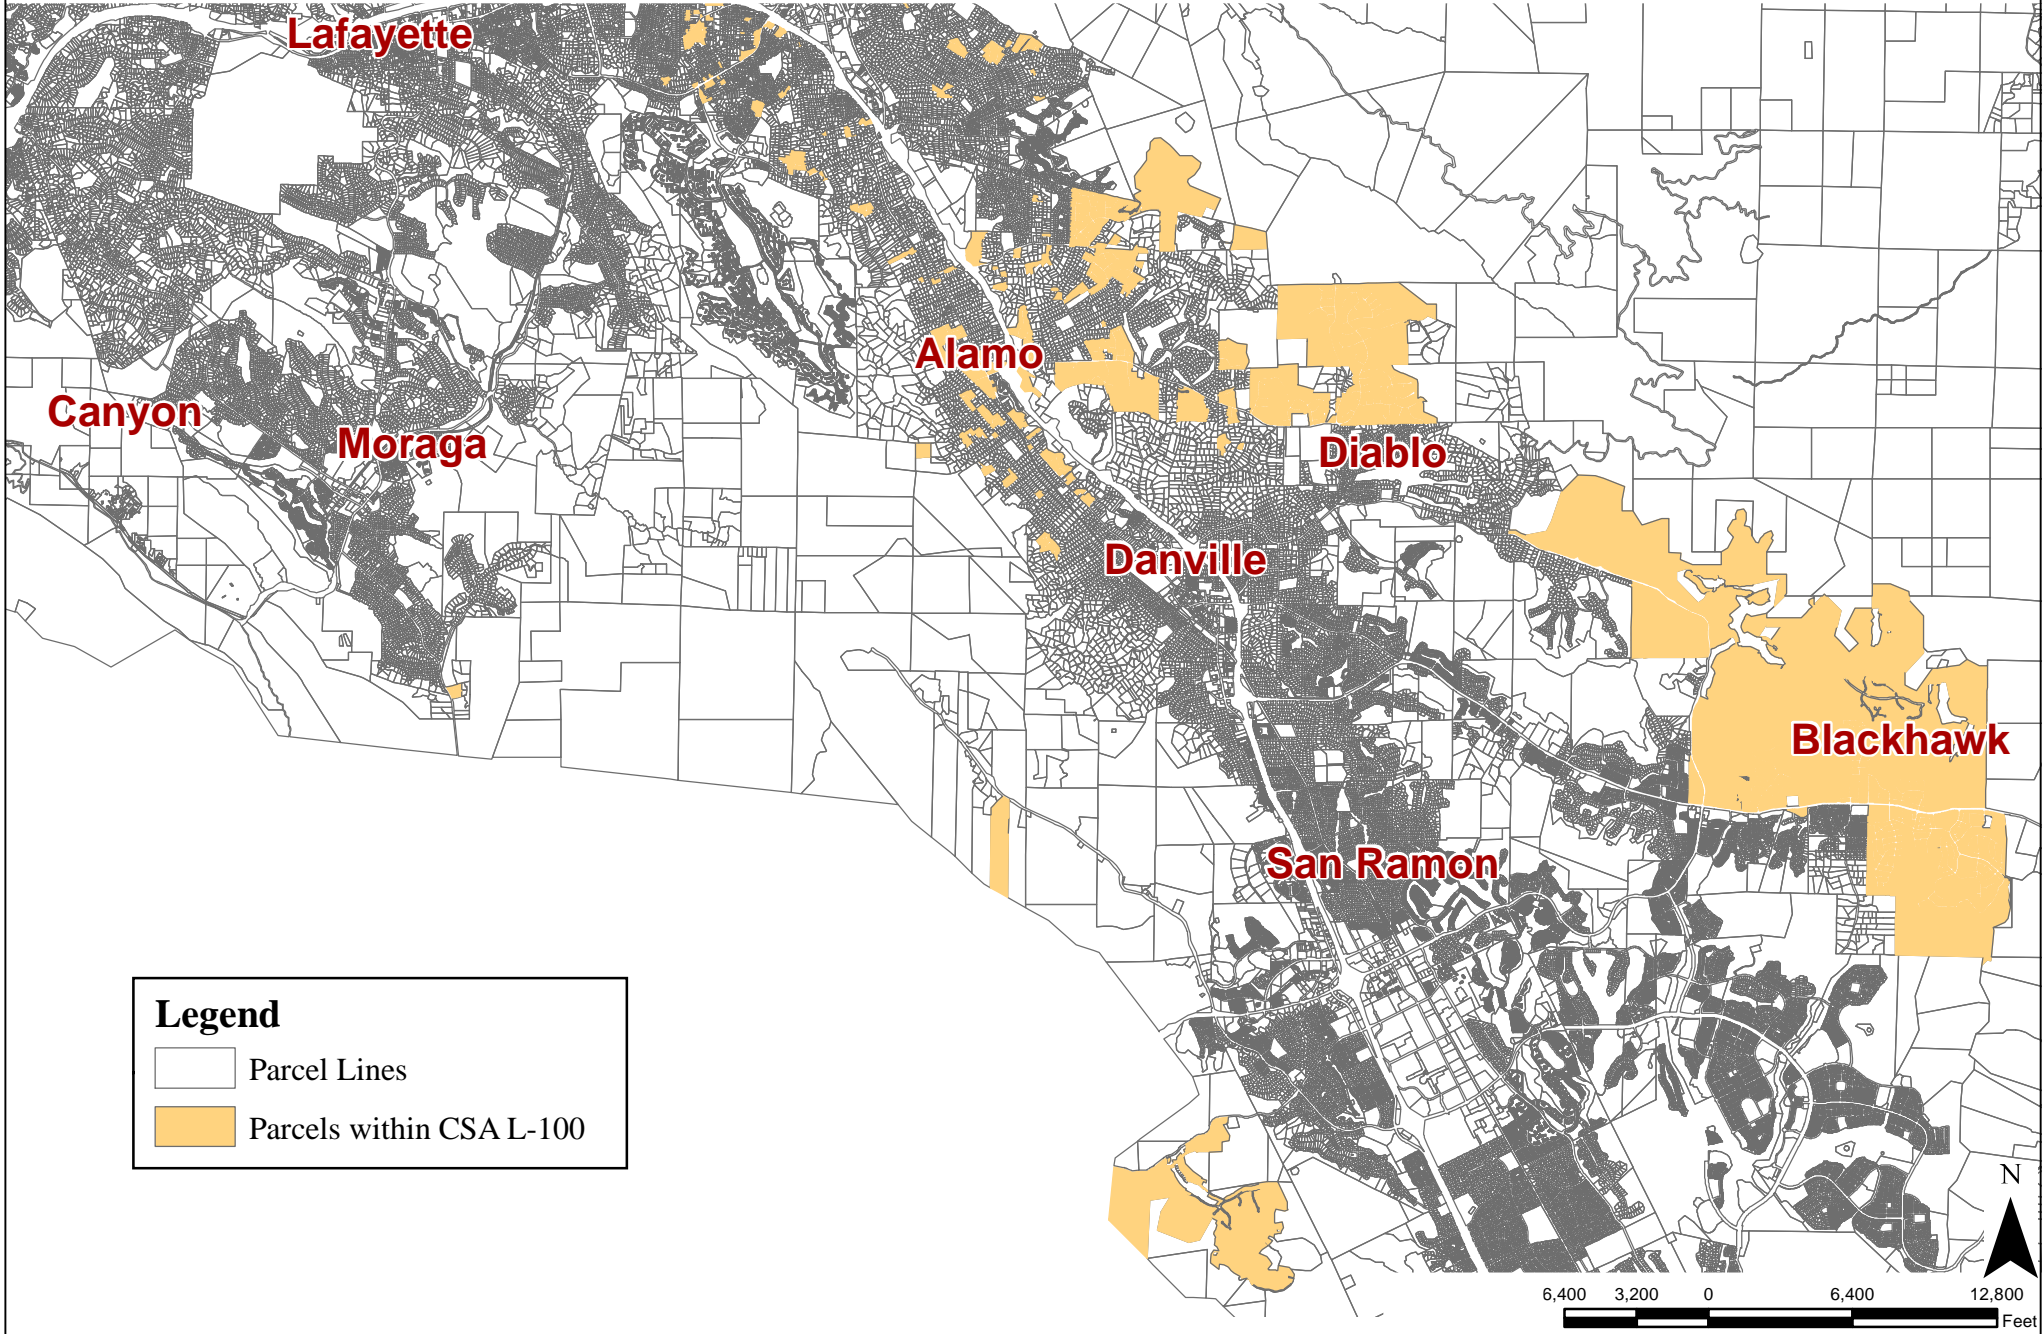 Lafayette
Alamo
Canyon
Moraga
Diablo
Danville
Blackhawk
San Ramon
Legend
Parcel Lines
Parcels within CSA L-100
N
6,400 3,200 0 6,400 12,800
Feet